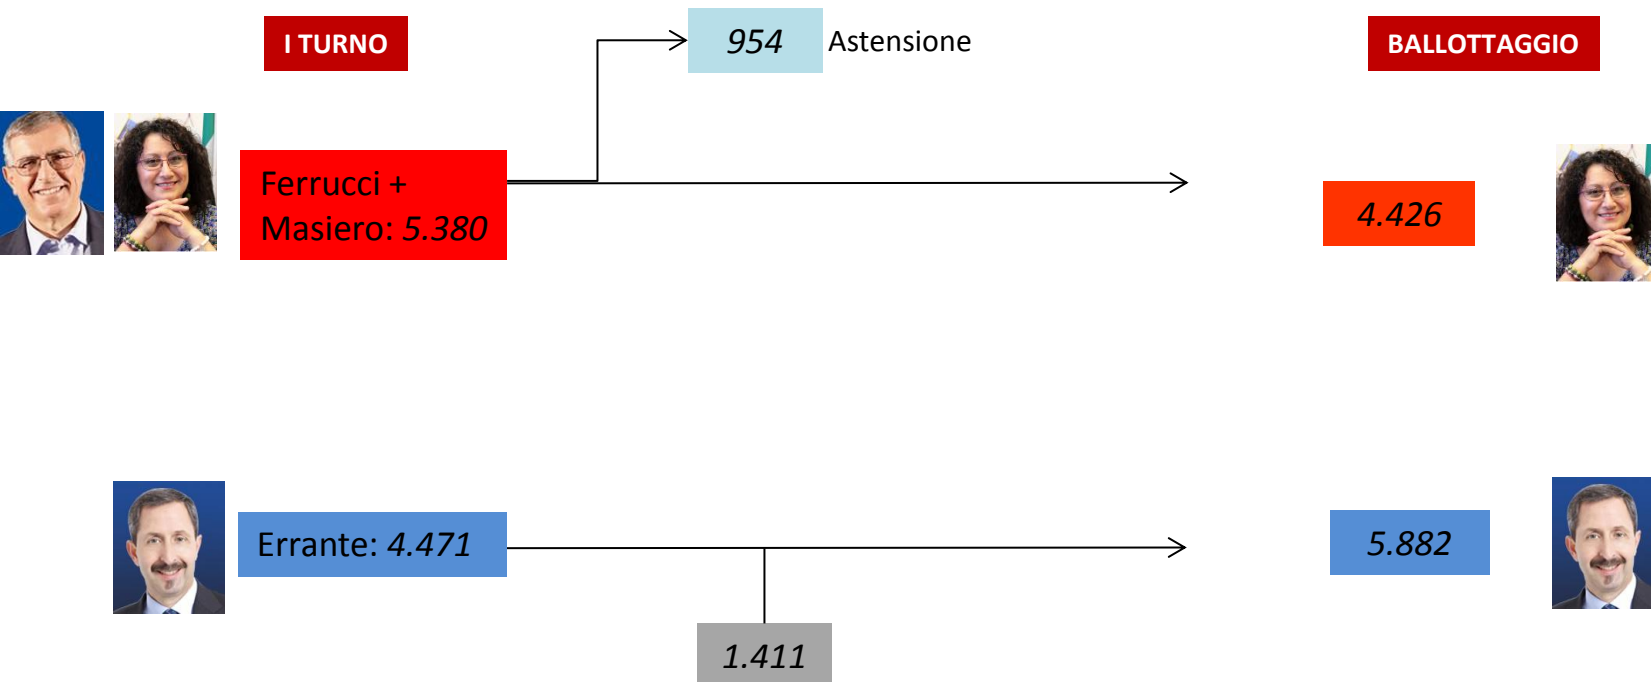 I TURNO
954 Astensione
BALLOTTAGGIO
Ferrucci +
Masiero: 5.380
4.426
Errante: 4.471
5.882
1.411